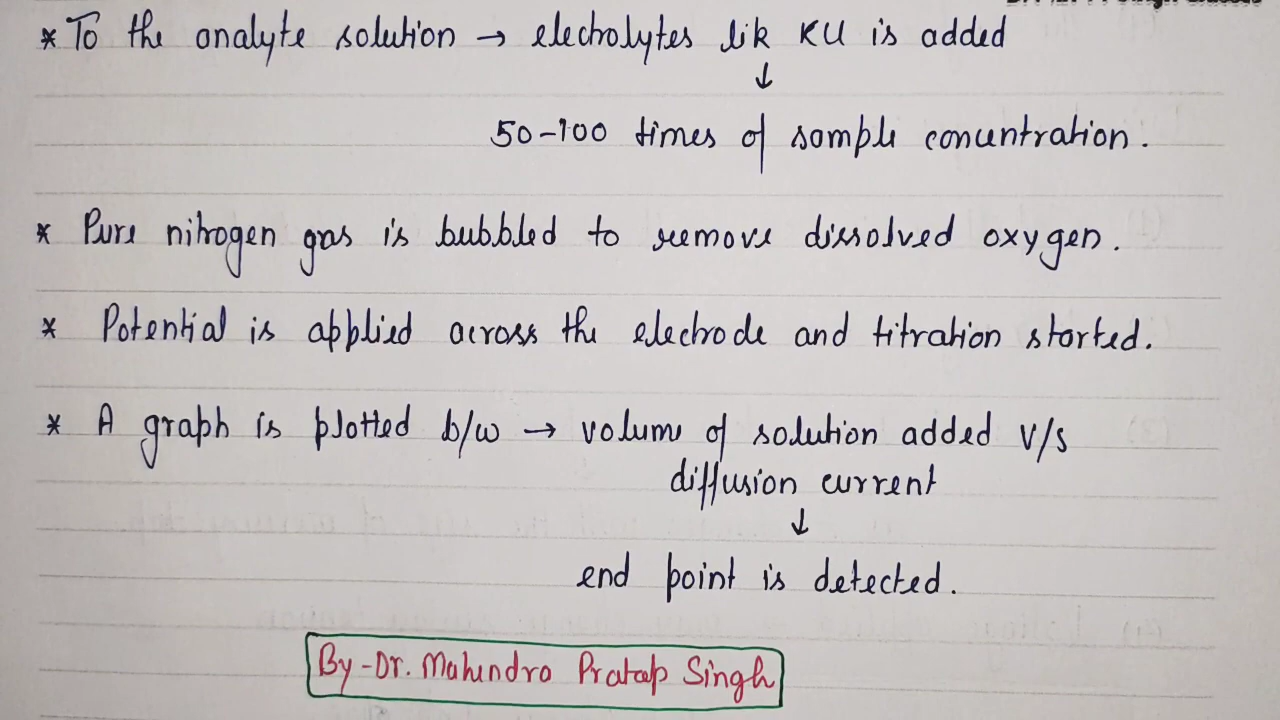 * To the analyte solution → electrolytes lik KCl is added
↓
50-100 times of sample concentration.
* Pure nitrogen gas is bubbled to remove dissolved oxygen.
* Potential is applied across the electrode and titration started.
* A graph is plotted b/w → volume of solution added v/s
diffusion current
↓
end point is detected.
By-Dr. Mahendra Pratap Singh